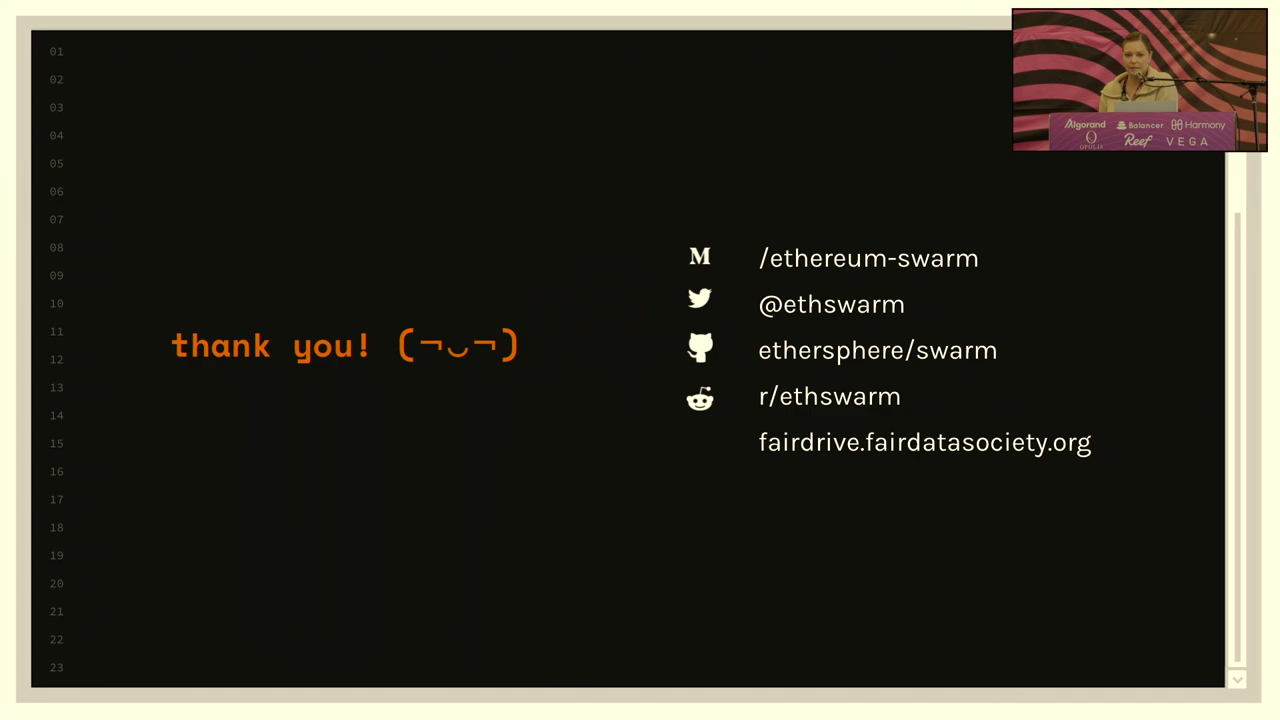 01
02
03
04
05
06
07
08
09
10
11
12
13
14
15
16
17
18
19
20
21
22
23
thank you! (¬◡¬)
M /ethereum-swarm
@ethswarm
ethersphere/swarm
r/ethswarm
fairdrive.fairdatasociety.org
Algorand Balancer Harmony
OPOLIS Reef VEGA